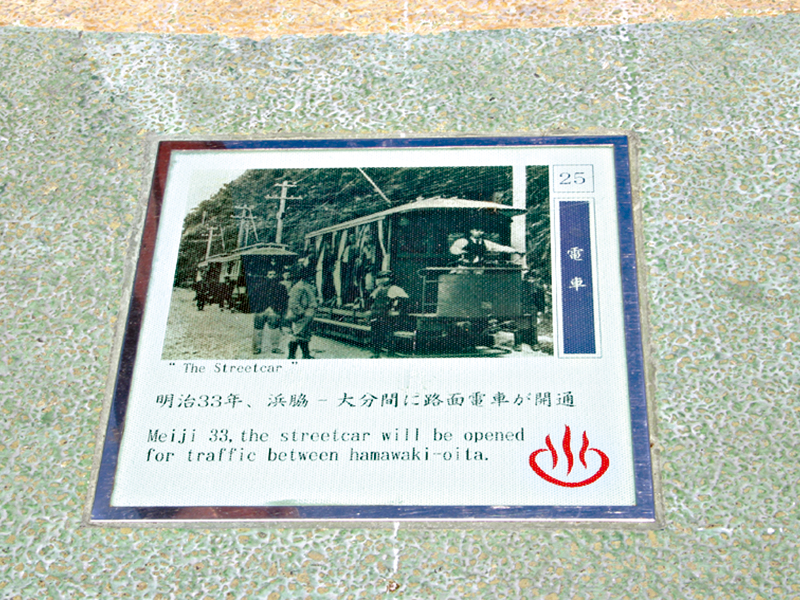 25
電車
" The Streetcar "
明治33年、浜脇－大分間に路面電車が開通
Meiji 33, the streetcar will be opened
for traffic between hamawaki-oita.